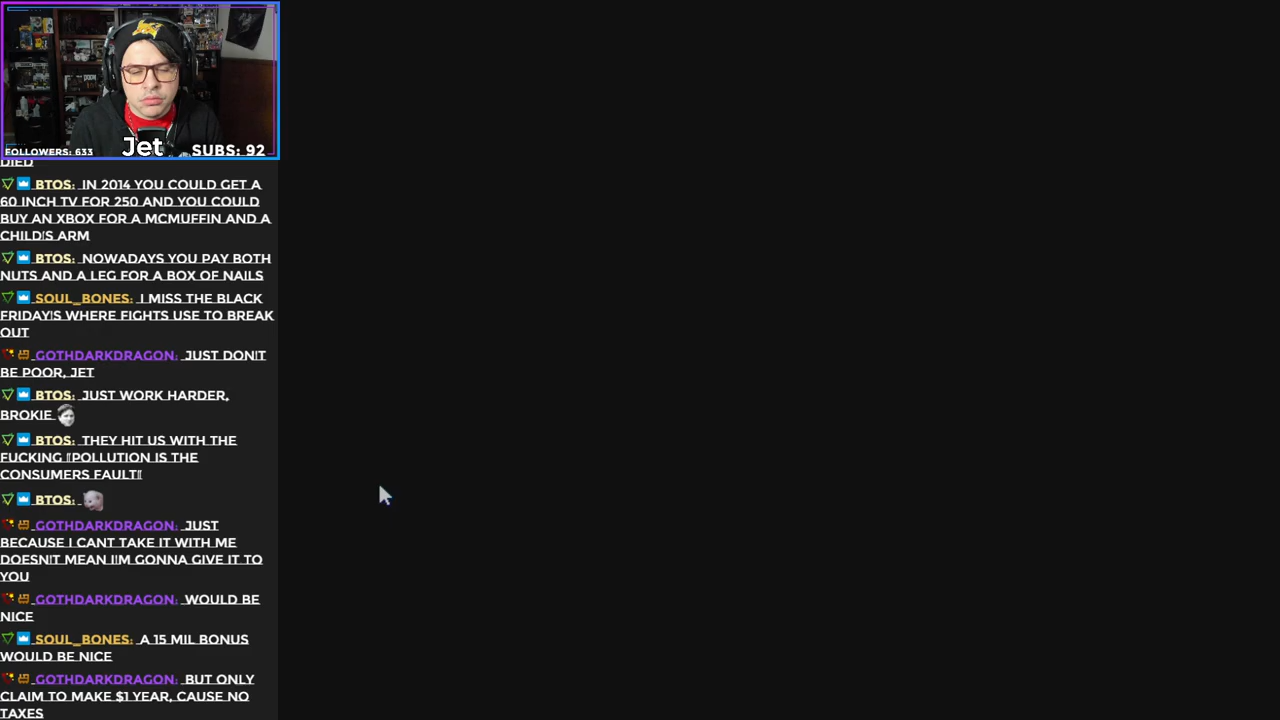 FOLLOWERS: 633
Jet
SUBS: 92
DIED
BTOS: IN 2014 YOU COULD GET A
60 INCH TV FOR 250 AND YOU COULD
BUY AN XBOX FOR A MCMUFFIN AND A
CHILD'S ARM
BTOS: NOWADAYS YOU PAY BOTH
NUTS AND A LEG FOR A BOX OF NAILS
SOUL_BONES: I MISS THE BLACK
FRIDAY'S WHERE FIGHTS USE TO BREAK
OUT
GOTHDARKDRAGON: JUST DON'T
BE POOR, JET
BTOS: JUST WORK HARDER,
BROKIE
BTOS: THEY HIT US WITH THE
FUCKING "POLLUTION IS THE
CONSUMERS FAULT"
BTOS:
GOTHDARKDRAGON: JUST
BECAUSE I CANT TAKE IT WITH ME
DOESN'T MEAN I'M GONNA GIVE IT TO
YOU
GOTHDARKDRAGON: WOULD BE
NICE
SOUL_BONES: A 15 MIL BONUS
WOULD BE NICE
GOTHDARKDRAGON: BUT ONLY
CLAIM TO MAKE $1 YEAR, CAUSE NO
TAXES